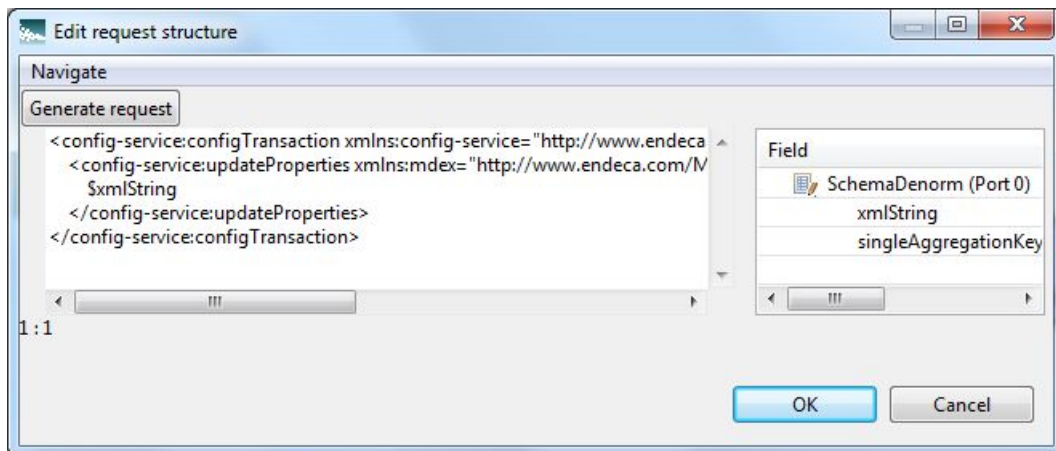 Edit request structure
Navigate
Generate request
<config-service:configTransaction xmlns:config-service="http://www.endeca
<config-service:updateProperties xmlns:mdex="http://www.endeca.com/M
$xmlString
</config-service:updateProperties>
</config-service:configTransaction>
Field
SchemaDenorm (Port 0)
xmlString
singleAggregationKey
1:1
OK
Cancel